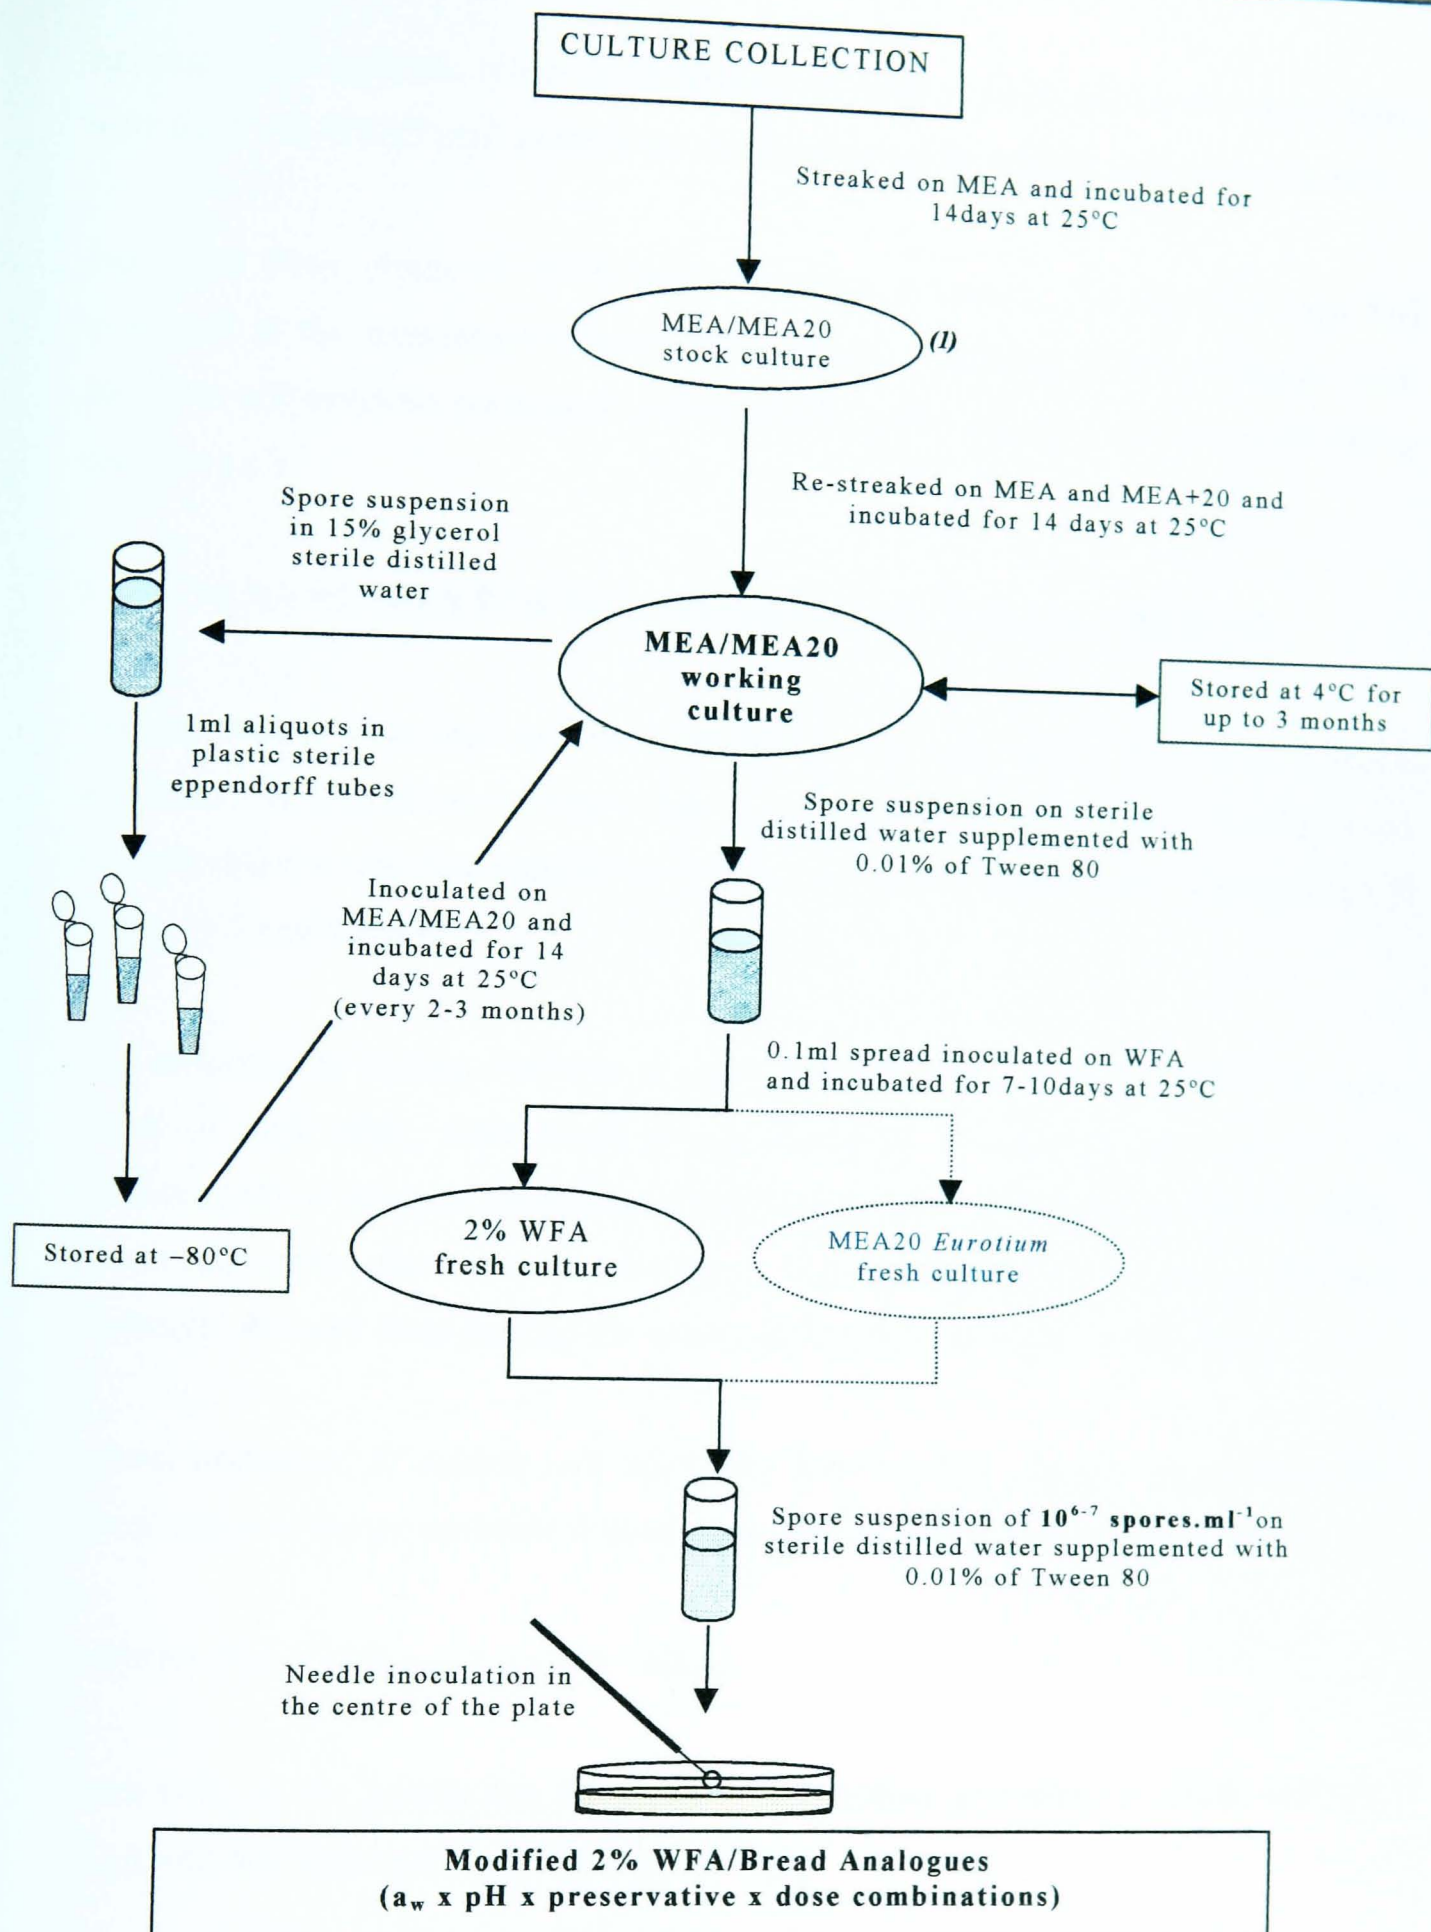 CULTURE COLLECTION
Streaked on MEA and incubated for
14days at 25°C
MEA/MEA20
stock culture
(1)
Re-streaked on MEA and MEA+20 and
incubated for 14 days at 25°C
Spore suspension
in 15% glycerol
sterile distilled
water
MEA/MEA20
working
culture
Stored at 4°C for
up to 3 months
1ml aliquots in
plastic sterile
eppendorff tubes
Spore suspension on sterile
distilled water supplemented with
0.01% of Tween 80
Inoculated on
MEA/MEA20 and
incubated for 14
days at 25°C
(every 2-3 months)
0.1ml spread inoculated on WFA
and incubated for 7-10days at 25°C
Stored at –80°C
2% WFA
fresh culture
MEA20 Eurotium
fresh culture
Spore suspension of 10⁶⁻⁷ spores.ml⁻¹on
sterile distilled water supplemented with
0.01% of Tween 80
Needle inoculation in
the centre of the plate
Modified 2% WFA/Bread Analogues
(a_w x pH x preservative x dose combinations)